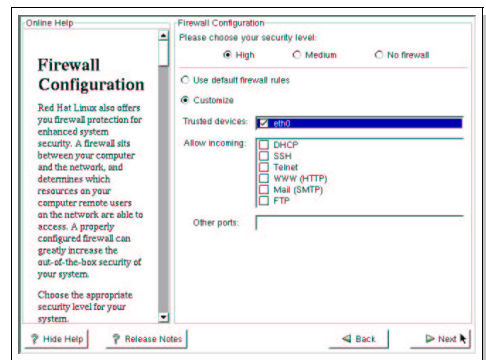 Online Help
Firewall
Configuration
Red Hat Linux also offers
you firewall protection for
enhanced system
security. A firewall sits
between your computer
and the network, and
determines which
resources on your
computer remote users
on the network are able to
access. A properly
configured firewall can
greatly increase the
out-of-the-box security of
your system.
Choose the appropriate
security level for your
system.
Firewall Configuration
Please choose your security level:
High Medium No firewall
Use default firewall rules
Customize
Trusted devices: eth0
Allow incoming: DHCP
SSH
Telnet
WWW (HTTP)
Mail (SMTP)
FTP
Other ports:
? Hide Help ? Release Notes Back Next